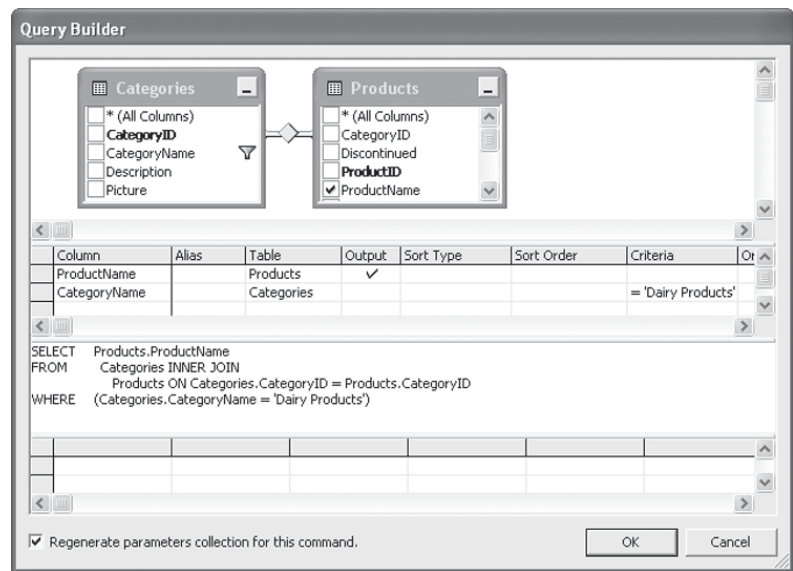 Query Builder
Categories
* (All Columns)
CategoryID
CategoryName
Description
Picture
Products
* (All Columns)
CategoryID
Discontinued
ProductID
ProductName
Column Alias Table Output Sort Type Sort Order Criteria Or
ProductName Products
CategoryName Categories = 'Dairy Products'
SELECT Products.ProductName
FROM Categories INNER JOIN
Products ON Categories.CategoryID = Products.CategoryID
WHERE (Categories.CategoryName = 'Dairy Products')
Regenerate parameters collection for this command.
OK Cancel